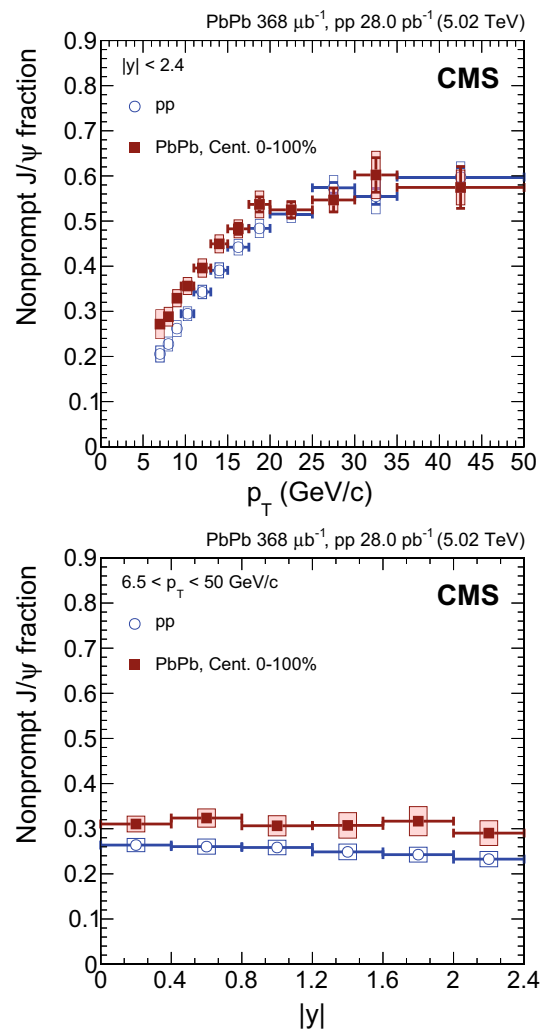 PbPb 368 μb⁻¹, pp 28.0 pb⁻¹ (5.02 TeV)
0.9
|y| < 2.4
CMS
0.8
pp
0.7
PbPb, Cent. 0-100%
0.6
0.5
0.4
0.3
0.2
0.1
0
Nonprompt J/ψ fraction
0 5 10 15 20 25 30 35 40 45 50
p_T (GeV/c)
PbPb 368 μb⁻¹, pp 28.0 pb⁻¹ (5.02 TeV)
0.9
6.5 < p_T < 50 GeV/c
CMS
0.8
pp
0.7
PbPb, Cent. 0-100%
0.6
0.5
0.4
0.3
0.2
0.1
0
Nonprompt J/ψ fraction
0 0.4 0.8 1.2 1.6 2 2.4
|y|